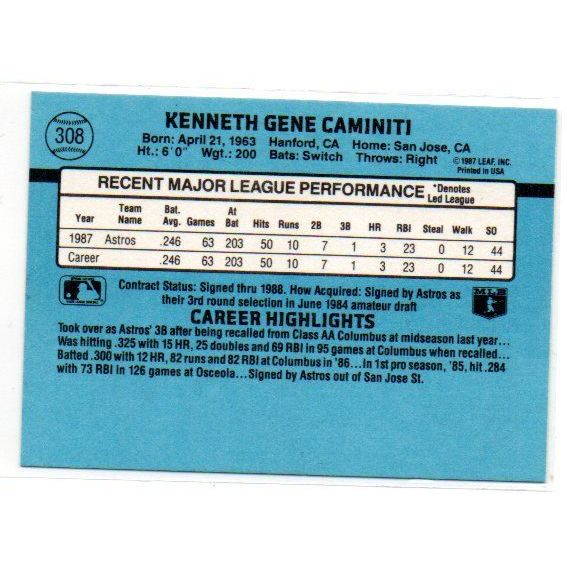 308
KENNETH GENE CAMINITI
Born: April 21, 1963 Hanford, CA Home: San Jose, CA
Ht.: 6'0" Wgt.: 200 Bats: Switch Throws: Right
©1987 LEAF, INC.
Printed in USA
RECENT MAJOR LEAGUE PERFORMANCE *Denotes Led League
Year Team Name Bat. Avg. Games At Bat Hits Runs 2B 3B HR RBI Steal Walk SO
1987 Astros .246 63 203 50 10 7 1 3 23 0 12 44
Career .246 63 203 50 10 7 1 3 23 0 12 44
Contract Status: Signed thru 1988. How Acquired: Signed by Astros as
their 3rd round selection in June 1984 amateur draft
MLB
CAREER HIGHLIGHTS
Took over as Astros' 3B after being recalled from Class AA Columbus at midseason last year...
Was hitting .325 with 15 HR, 25 doubles and 69 RBI in 95 games at Columbus when recalled...
Batted .300 with 12 HR, 82 runs and 82 RBI at Columbus in '86... In 1st pro season, '85, hit .284
with 73 RBI in 126 games at Osceola... Signed by Astros out of San Jose St.